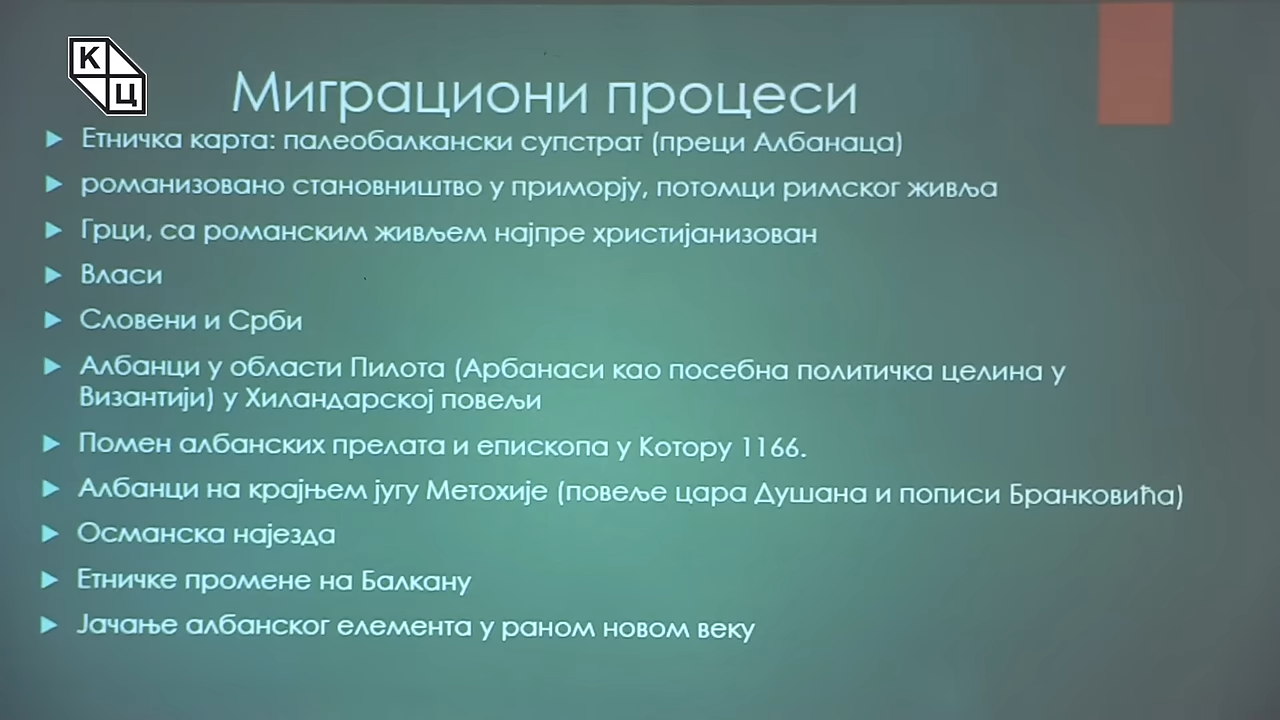 КЦ
Миграциони процеси
Етничка карта: палеобалкански супстрат (преци Албанаца)
романизовано становништво у приморју, потомци римског живља
Грци, са романским живљем најпре христијанизован
Власи
Словени и Срби
Албанци у области Пилота (Арбанаси као посебна политичка целина у
Византији) у Хиландарској повељи
Помен албанских прелата и епископа у Котору 1166.
Албанци на крајњем југу Метохије (повеље цара Душана и пописи Бранковића)
Османска најезда
Етничке промене на Балкану
Јачање албанског елемента у раном новом веку